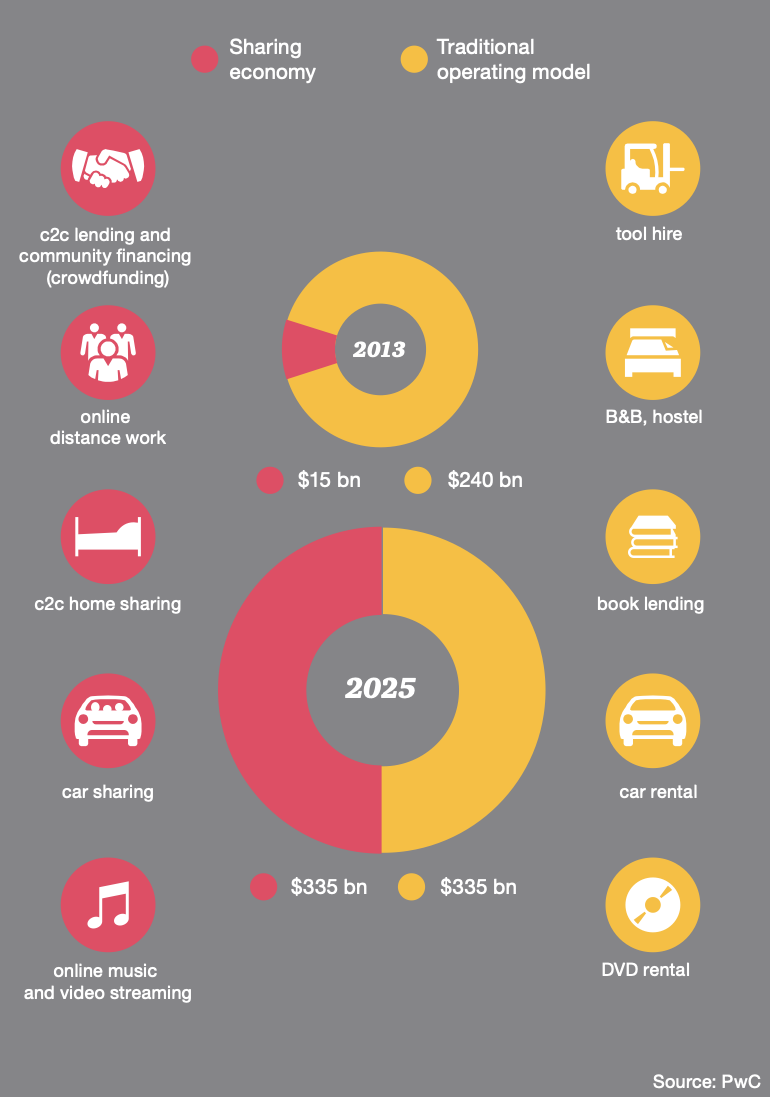 Sharing
economy
Traditional
operating model
c2c lending and
community financing
(crowdfunding)
tool hire
online
distance work
2013
B&B, hostel
$15 bn
$240 bn
c2c home sharing
book lending
2025
car sharing
car rental
$335 bn
$335 bn
online music
and video streaming
DVD rental
Source: PwC